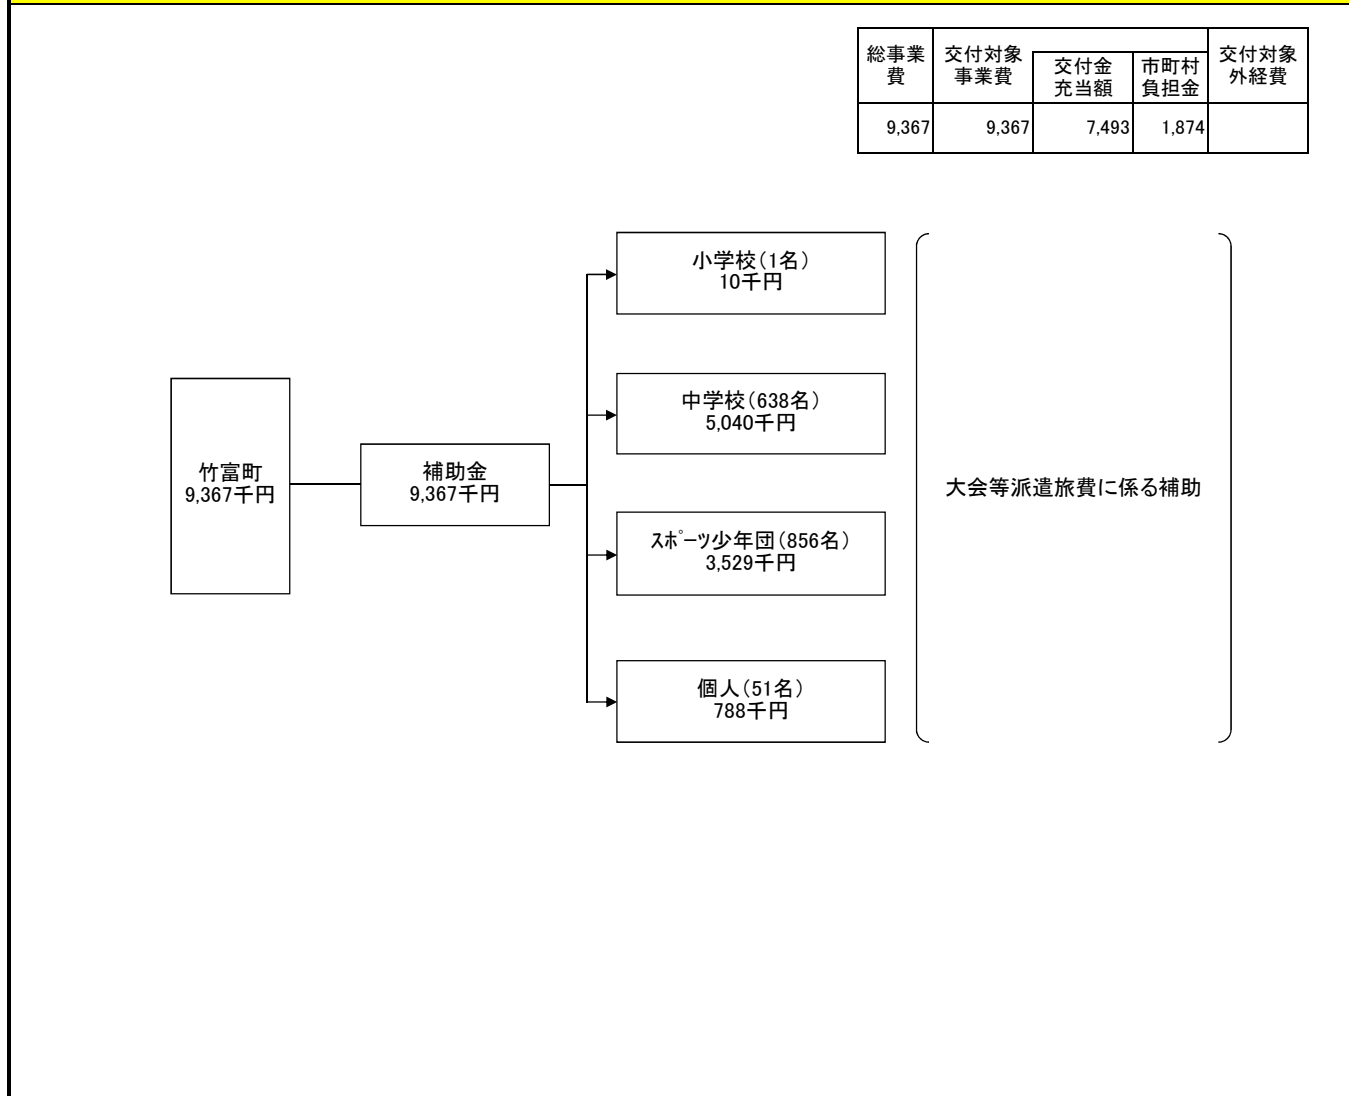 総事業
費
交付対象
事業費
交付金
充当額
市町村
負担金
交付対象
外経費
9,367
9,367
7,493
1,874
小学校(1名)
10千円
中学校(638名)
5,040千円
竹富町
9,367千円
補助金
9,367千円
大会等派遣旅費に係る補助
ｽﾎﾟｰﾂ少年団(856名)
3,529千円
個人(51名)
788千円